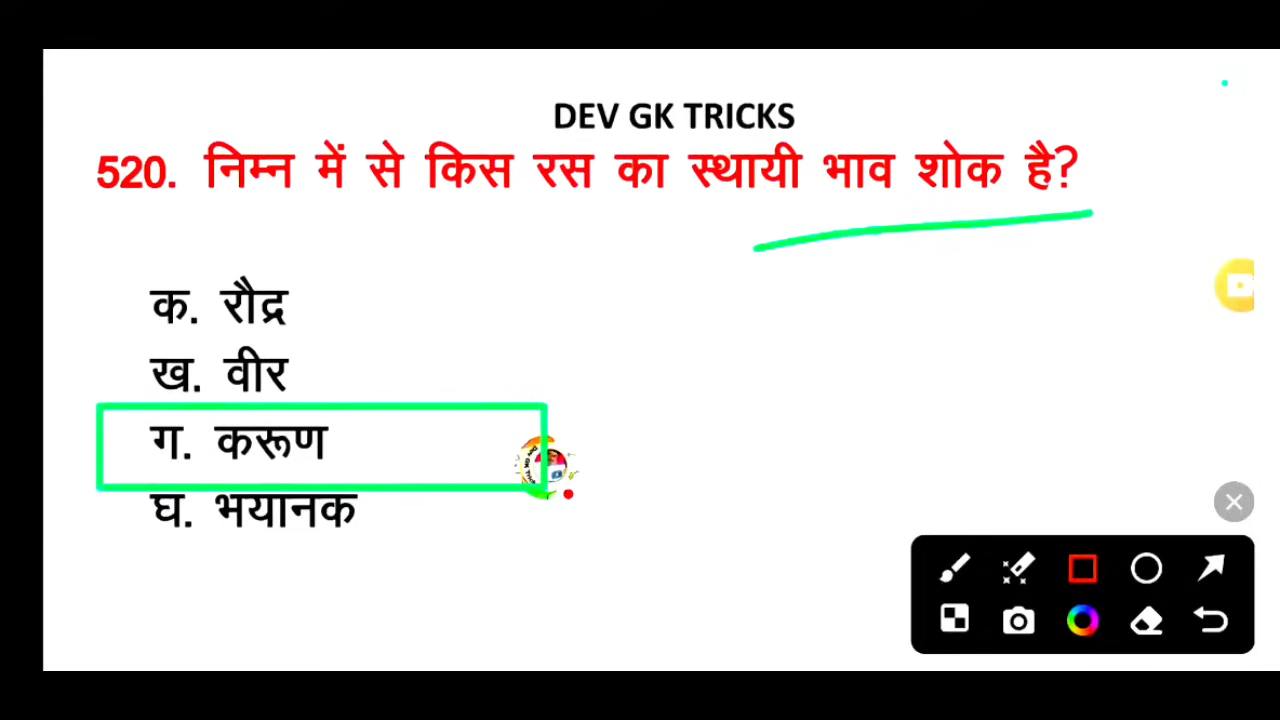 DEV GK TRICKS
520. निम्न में से किस रस का स्थायी भाव शोक है?
क. रौद्र
ख. वीर
ग. करूण
घ. भयानक